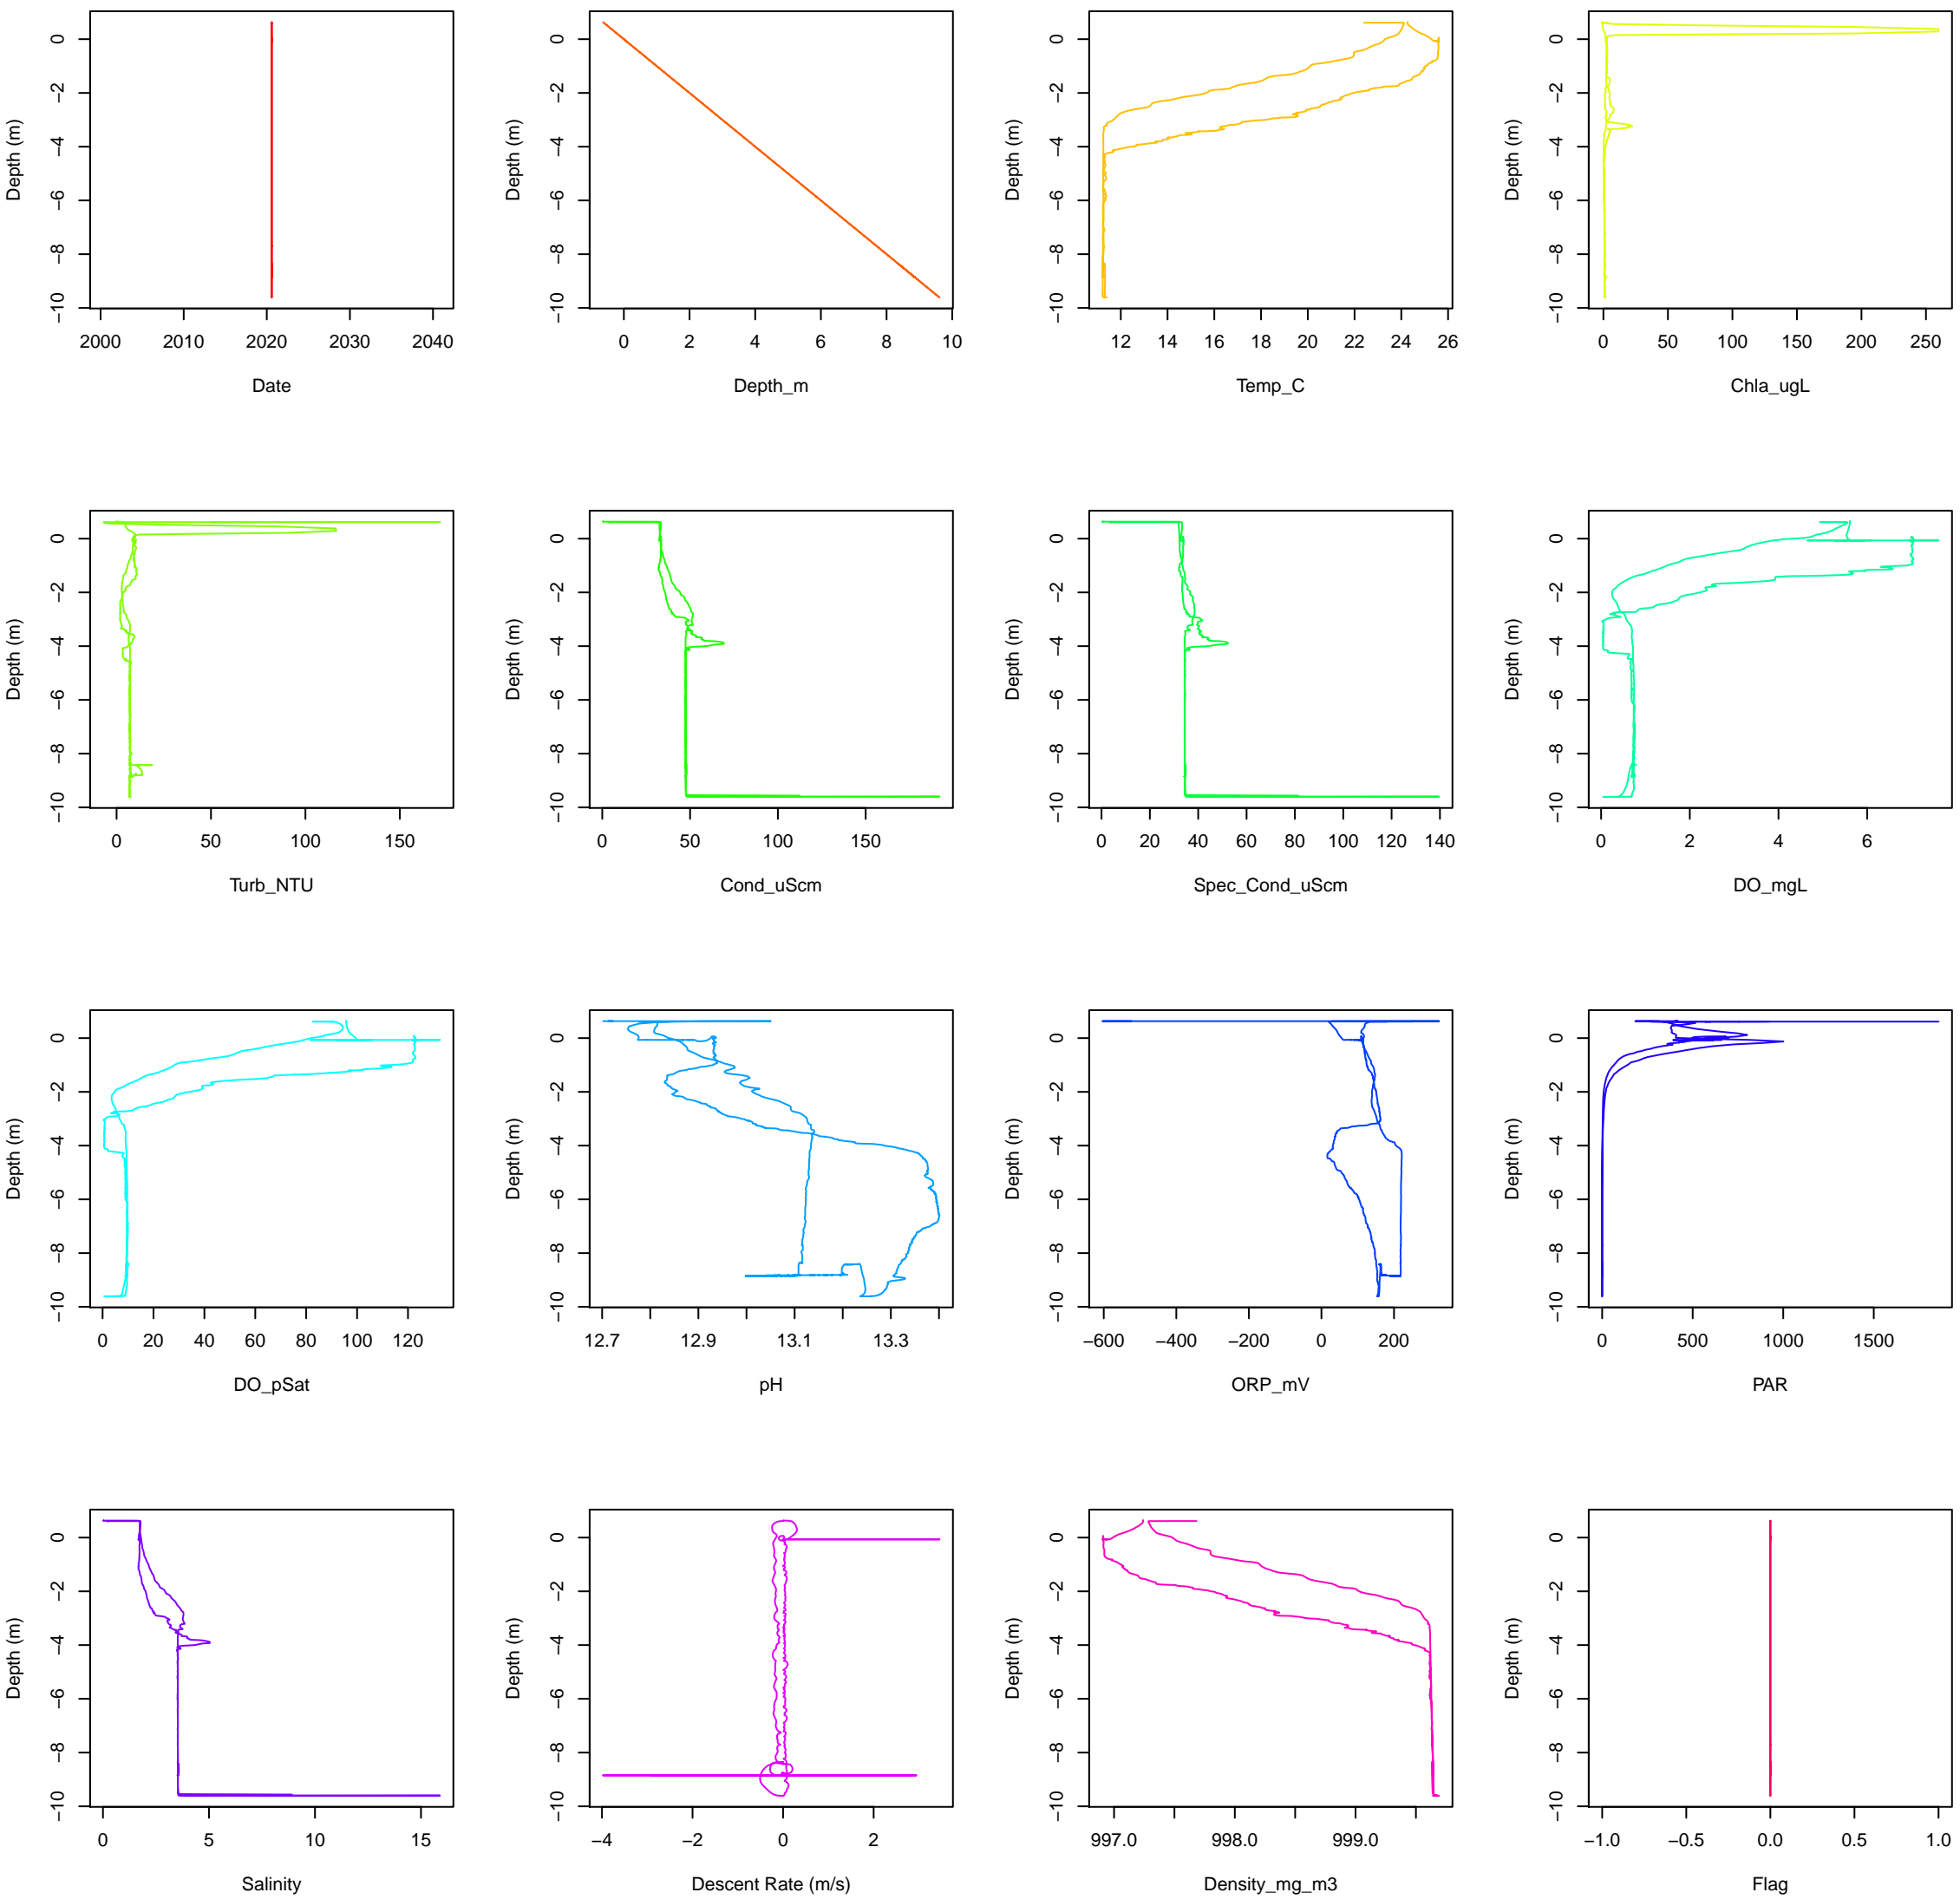 0 −2 −4 −6 −8 −10
Depth (m)
2000 2010 2020 2030 2040
Date
0 −2 −4 −6 −8 −10
Depth (m)
0 2 4 6 8 10
Depth_m
0 −2 −4 −6 −8 −10
Depth (m)
12 14 16 18 20 22 24 26
Temp_C
0 −2 −4 −6 −8 −10
Depth (m)
0 50 100 150 200 250
Chla_ugL
0 −2 −4 −6 −8 −10
Depth (m)
0 50 100 150
Turb_NTU
0 −2 −4 −6 −8 −10
Depth (m)
0 50 100 150
Cond_uScm
0 −2 −4 −6 −8 −10
Depth (m)
0 20 40 60 80 100 120 140
Spec_Cond_uScm
0 −2 −4 −6 −8 −10
Depth (m)
0 2 4 6
DO_mgL
0 −2 −4 −6 −8 −10
Depth (m)
0 20 40 60 80 100 120
DO_pSat
0 −2 −4 −6 −8 −10
Depth (m)
12.7 12.9 13.1 13.3
pH
0 −2 −4 −6 −8 −10
Depth (m)
−600 −400 −200 0 200
ORP_mV
0 −2 −4 −6 −8 −10
Depth (m)
0 500 1000 1500
PAR
0 −2 −4 −6 −8 −10
Depth (m)
0 5 10 15
Salinity
0 −2 −4 −6 −8 −10
Depth (m)
−4 −2 0 2
Descent Rate (m/s)
0 −2 −4 −6 −8 −10
Depth (m)
997.0 998.0 999.0
Density_mg_m3
0 −2 −4 −6 −8 −10
Depth (m)
−1.0 −0.5 0.0 0.5 1.0
Flag